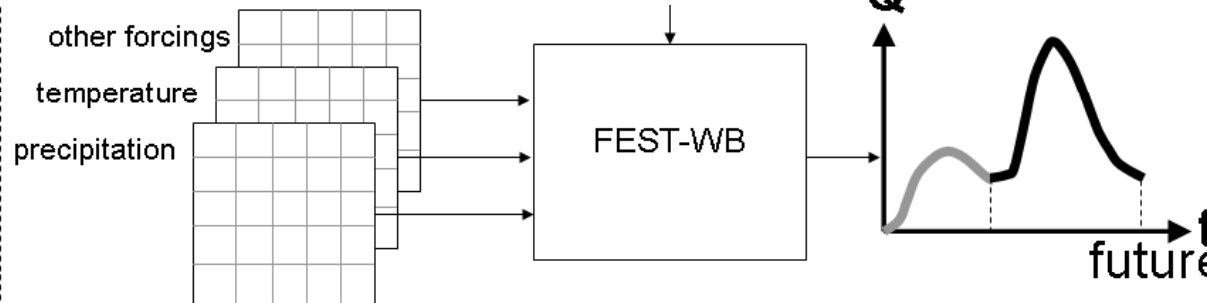 Q
other forcings
temperature
FEST-WB
precipitation
t
future